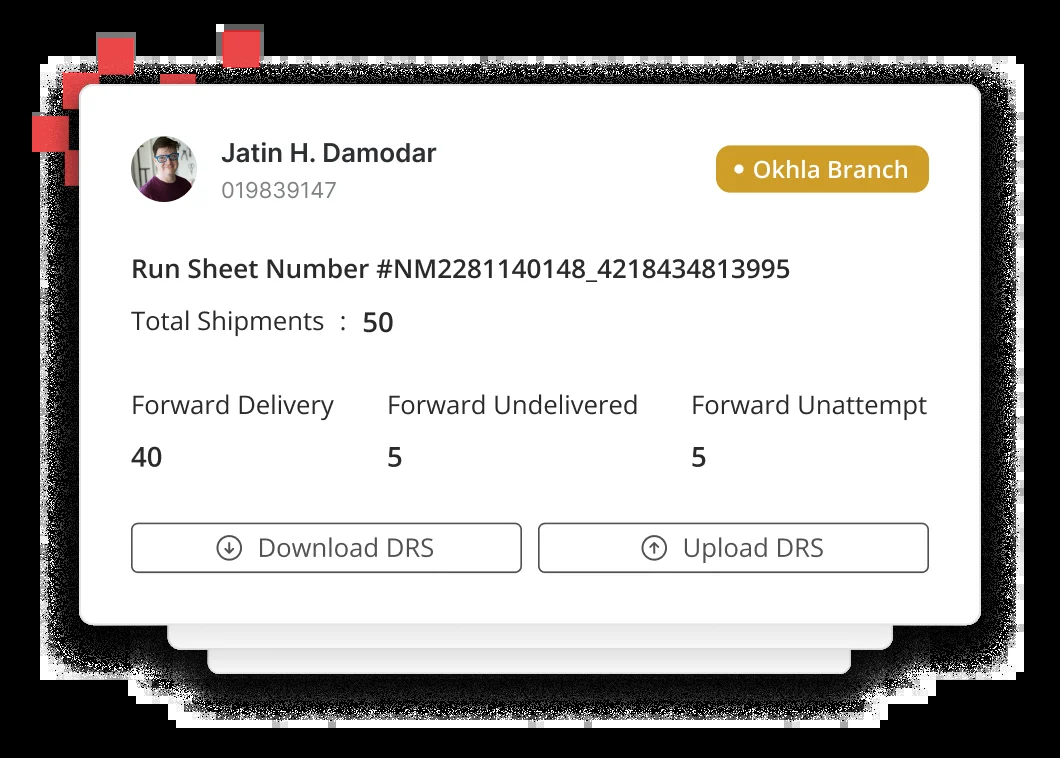 Jatin H. Damodar
019839147
• Okhla Branch
Run Sheet Number #NM2281140148_4218434813995
Total Shipments : 50
Forward Delivery Forward Undelivered Forward Unattempt
40 5 5
Download DRS Upload DRS